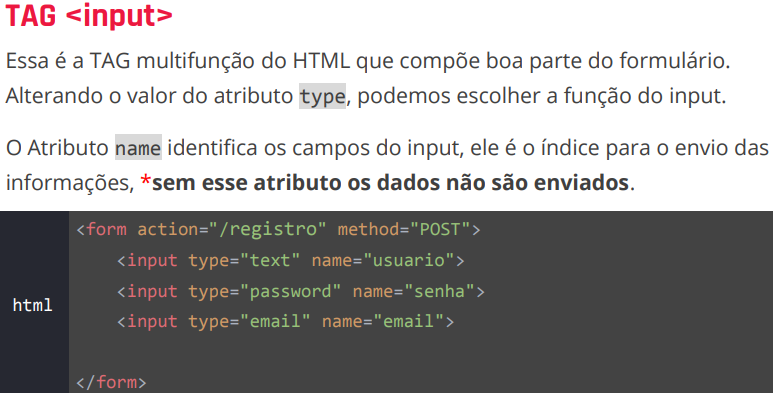 TAG <input>
Essa é a TAG multifunção do HTML que compõe boa parte do formulário.
Alterando o valor do atributo type, podemos escolher a função do input.
O Atributo name identifica os campos do input, ele é o índice para o envio das
informações, *sem esse atributo os dados não são enviados.
html
<form action="/registro" method="POST">
    <input type="text" name="usuario">
    <input type="password" name="senha">
    <input type="email" name="email">
</form>